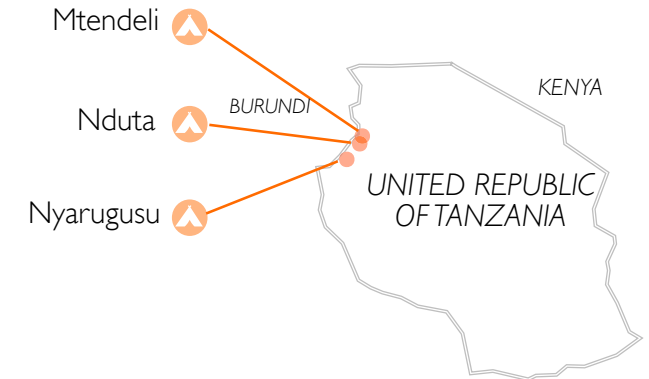 Mtendeli
KENYA
BURUNDI
Nduta
UNITED REPUBLIC
OF TANZANIA
Nyarugusu